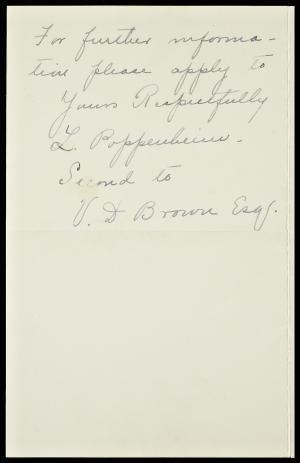 For further informa-
tion please apply to
Yours Respectfully
L. Poppenheim.
Second to
V. D Brown Esq.